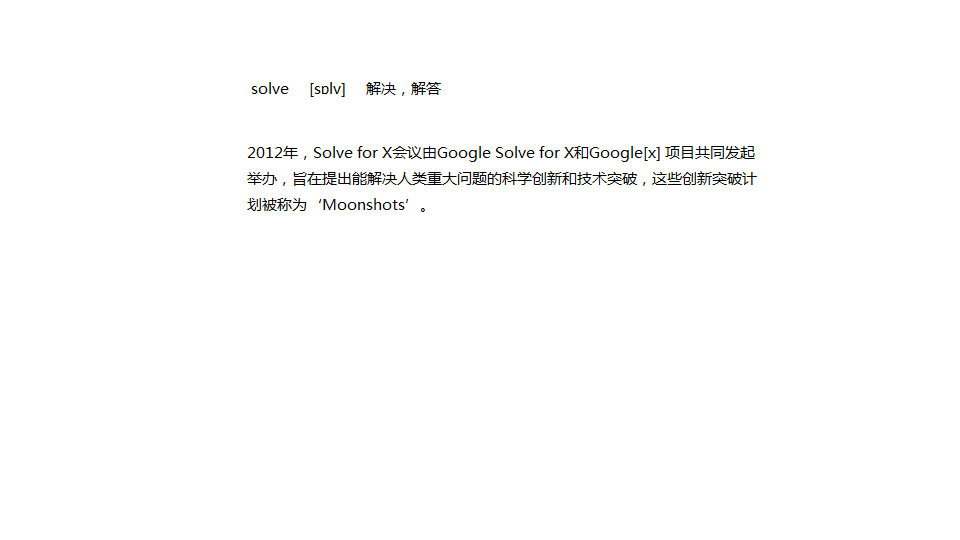 solve [sɒlv] 解决，解答
2012年，Solve for X会议由Google Solve for X和Google[x] 项目共同发起
举办，旨在提出能解决人类重大问题的科学创新和技术突破，这些创新突破计
划被称为‘Moonshots’。